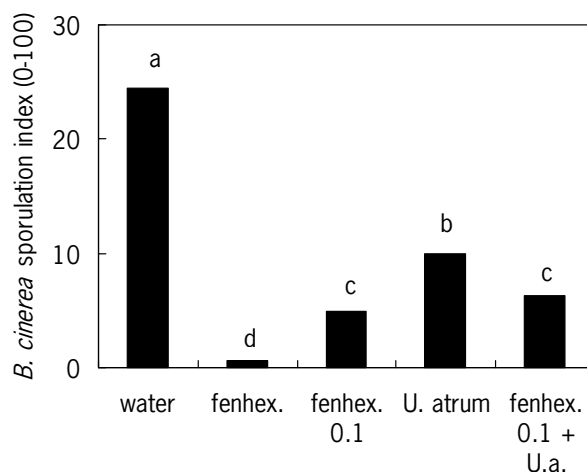 B. cinerea sporulation index (0-100)
30
20
10
0
a
d
c
b
c
water
fenhex.
fenhex.
0.1
U. atrum
fenhex.
0.1 +
U.a.